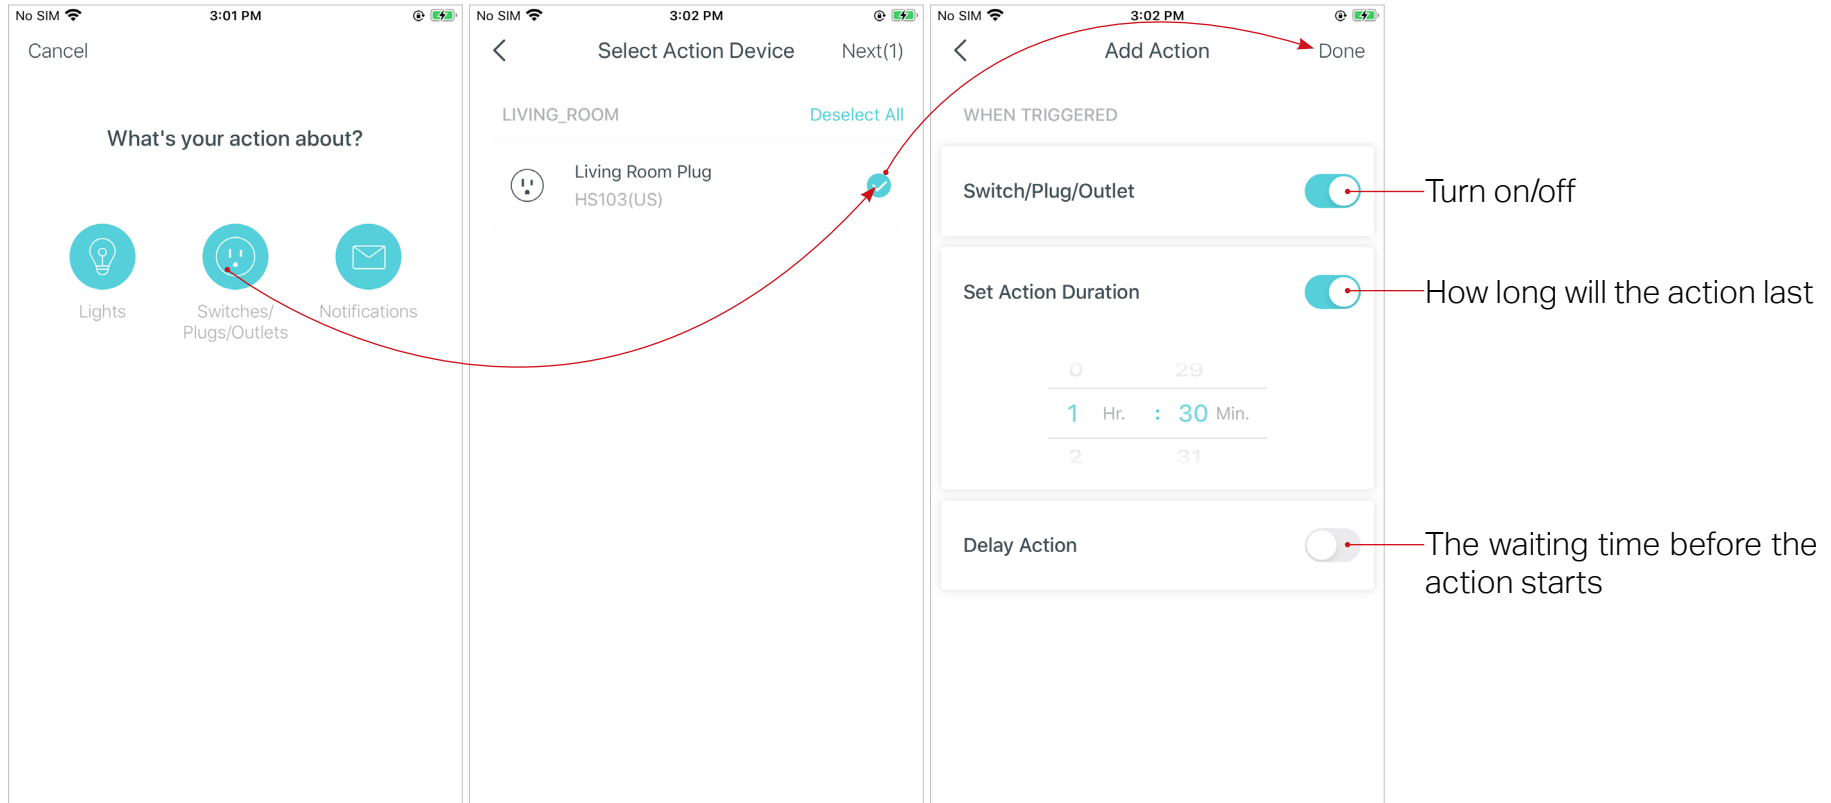 No SIM 3:01 PM
Cancel
What's your action about?
Lights
Switches/
Plugs/Outlets
Notifications
No SIM 3:02 PM
Select Action Device Next(1)
LIVING_ROOM Deselect All
Living Room Plug
HS103(US)
No SIM 3:02 PM
Add Action Done
WHEN TRIGGERED
Switch/Plug/Outlet
Turn on/off
Set Action Duration
How long will the action last
0 29
1 Hr. : 30 Min.
2 31
Delay Action
The waiting time before the
action starts